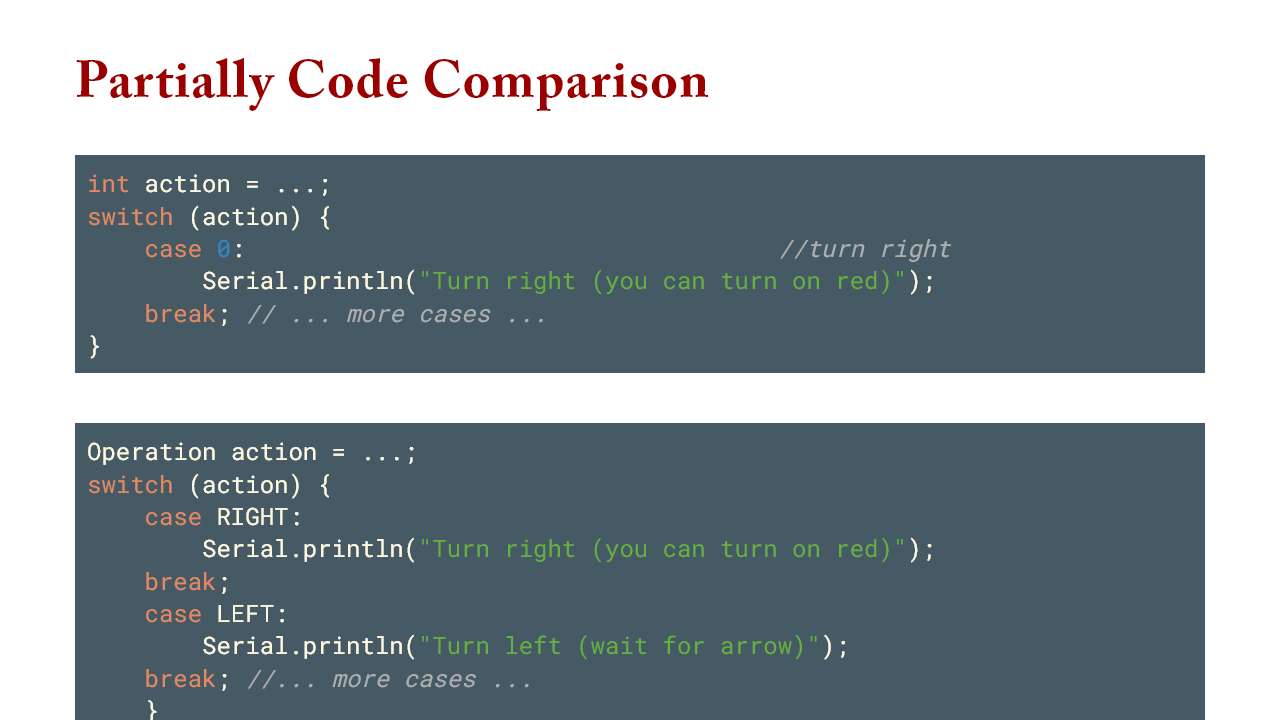 Partially Code Comparison
int action = ...;
switch (action) {
    case 0:                                     //turn right
        Serial.println("Turn right (you can turn on red)");
    break; // ... more cases ...
}
Operation action = ...;
switch (action) {
    case RIGHT:
        Serial.println("Turn right (you can turn on red)");
    break;
    case LEFT:
        Serial.println("Turn left (wait for arrow)");
    break; //... more cases ...
    }